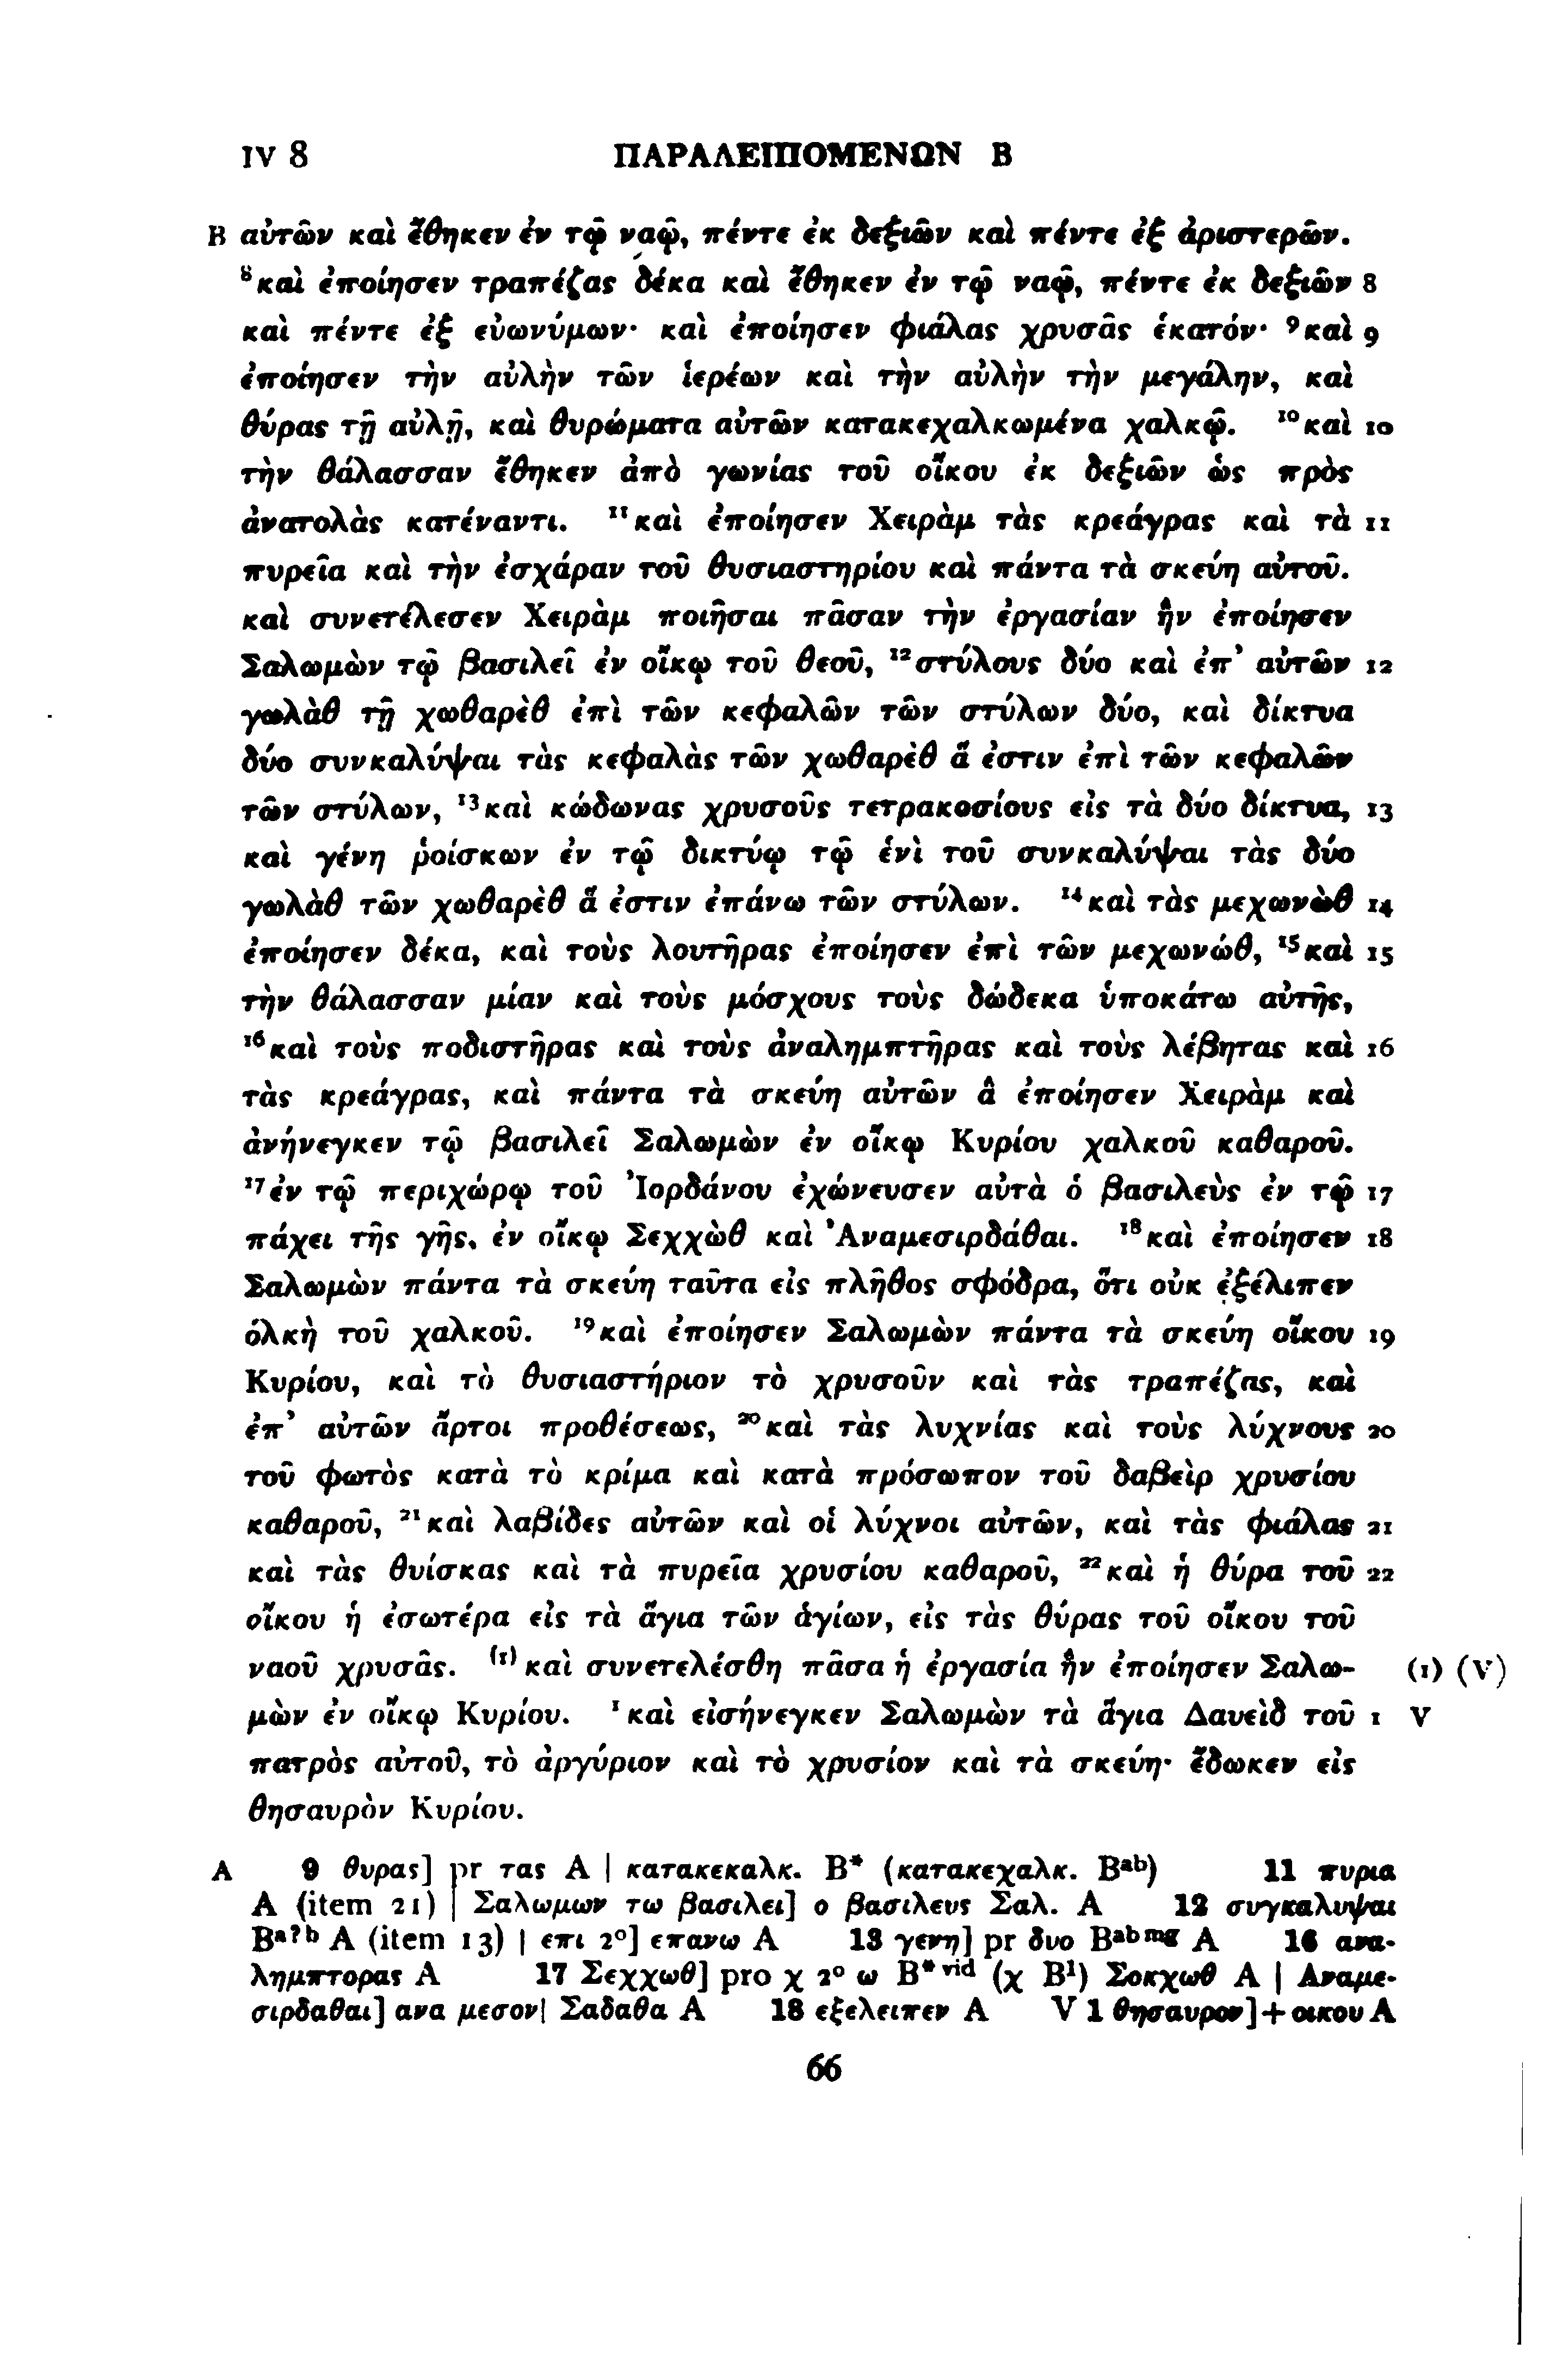 IV 8 ΠΑΡΑΛΕΙΠΟΜΕΝΩΝ Β
B αὐτῶν καὶ ἔθηκεν ἐν τῷ ναῷ, πέντε ἐκ δεξιῶν καὶ πέντε ἐξ ἀριστερῶν.
⁸καὶ ἐποίησεν τραπέζας δέκα καὶ ἔθηκεν ἐν τῷ ναῷ, πέντε ἐκ δεξιῶν 8
καὶ πέντε ἐξ εὐωνύμων· καὶ ἐποίησεν φιάλας χρυσᾶς ἑκατόν· ⁹καὶ 9
ἐποίησεν τὴν αὐλὴν τῶν ἱερέων καὶ τὴν αὐλὴν τὴν μεγάλην, καὶ
θύρας τῇ αὐλῇ, καὶ θυρώματα αὐτῶν κατακεχαλκωμένα χαλκῷ. ¹⁰καὶ 10
τὴν θάλασσαν ἔθηκεν ἀπὸ γωνίας τοῦ οἴκου ἐκ δεξιῶν ὡς πρὸς
ἀνατολὰς κατέναντι. ¹¹καὶ ἐποίησεν Χειρὰμ τὰς κρεάγρας καὶ τὰ 11
πυρεῖα καὶ τὴν ἐσχάραν τοῦ θυσιαστηρίου καὶ πάντα τὰ σκεύη αὐτοῦ.
καὶ συνετέλεσεν Χειρὰμ ποιῆσαι πᾶσαν τὴν ἐργασίαν ἣν ἐποίησεν
Σαλωμὼν τῷ βασιλεῖ ἐν οἴκῳ τοῦ θεοῦ, ¹²στύλους δύο καὶ ἐπ’ αὐτῶν 12
γωλὰθ τῇ χωθαρὲθ ἐπὶ τῶν κεφαλῶν τῶν στύλων δύο, καὶ δίκτυα
δύο συνκαλύψαι τὰς κεφαλὰς τῶν χωθαρὲθ ἅ ἐστιν ἐπὶ τῶν κεφαλῶν
τῶν στύλων, ¹³καὶ κώδωνας χρυσοῦς τετρακοσίους εἰς τὰ δύο δίκτυα, 13
καὶ γένη ῥοίσκων ἐν τῷ δικτύῳ τῷ ἑνὶ τοῦ συνκαλύψαι τὰς δύο
γωλὰθ τῶν χωθαρὲθ ἅ ἐστιν ἐπάνω τῶν στύλων. ¹⁴καὶ τὰς μεχωνὼθ 14
ἐποίησεν δέκα, καὶ τοὺς λουτῆρας ἐποίησεν ἐπὶ τῶν μεχωνώθ, ¹⁵καὶ 15
τὴν θάλασσαν μίαν καὶ τοὺς μόσχους τοὺς δώδεκα ὑποκάτω αὐτῆς,
¹⁶καὶ τοὺς ποδιστῆρας καὶ τοὺς ἀναλημπτῆρας καὶ τοὺς λέβητας καὶ 16
τὰς κρεάγρας, καὶ πάντα τὰ σκεύη αὐτῶν ἃ ἐποίησεν Χειρὰμ καὶ
ἀνήνεγκεν τῷ βασιλεῖ Σαλωμὼν ἐν οἴκῳ Κυρίου χαλκοῦ καθαροῦ.
¹⁷ἐν τῷ περιχώρῳ τοῦ Ἰορδάνου ἐχώνευσεν αὐτὰ ὁ βασιλεὺς ἐν τῷ 17
πάχει τῆς γῆς, ἐν οἴκῳ Σεχχὼθ καὶ Ἀναμεσιρδάθαι. ¹⁸καὶ ἐποίησεν 18
Σαλωμὼν πάντα τὰ σκεύη ταῦτα εἰς πλῆθος σφόδρα, ὅτι οὐκ ἐξέλιπεν
ὁλκὴ τοῦ χαλκοῦ. ¹⁹καὶ ἐποίησεν Σαλωμὼν πάντα τὰ σκεύη οἴκου 19
Κυρίου, καὶ τὸ θυσιαστήριον τὸ χρυσοῦν καὶ τὰς τραπέζας, καὶ
ἐπ’ αὐτῶν ἄρτοι προθέσεως, ²⁰καὶ τὰς λυχνίας καὶ τοὺς λύχνους 20
τοῦ φωτὸς κατὰ τὸ κρίμα καὶ κατὰ πρόσωπον τοῦ δαβεὶρ χρυσίου
καθαροῦ, ²¹καὶ λαβίδες αὐτῶν καὶ οἱ λύχνοι αὐτῶν, καὶ τὰς φιάλας 21
καὶ τὰς θυίσκας καὶ τὰ πυρεῖα χρυσίου καθαροῦ, ²²καὶ ἡ θύρα τοῦ 22
οἴκου ἡ ἐσωτέρα εἰς τὰ ἅγια τῶν ἁγίων, εἰς τὰς θύρας τοῦ οἴκου τοῦ
ναοῦ χρυσᾶς. ⁽¹⁾καὶ συνετελέσθη πᾶσα ἡ ἐργασία ἣν ἐποίησεν Σαλω- (1) (V)
μὼν ἐν οἴκῳ Κυρίου. ¹καὶ εἰσήνεγκεν Σαλωμὼν τὰ ἅγια Δαυεὶδ τοῦ 1 V
πατρὸς αὐτοῦ, τὸ ἀργύριον καὶ τὸ χρυσίον καὶ τὰ σκεύη· ἔδωκεν εἰς
θησαυρὸν Κυρίου.
A 9 θυρας] pr τας A | κατακεκαλκ. B* (κατακεχαλκ. Bᵃᵇ) 11 πυρια
A (item 21) | Σαλωμων τω βασιλει] ο βασιλευς Σαλ. A 12 συγκαλυψαι
Bᵃ?ᵇ A (item 13) | επι 2°] επανω A 13 γενη] pr δυο Bᵃᵇᵐᵍ A 16 ανα-
λημπτορας A 17 Σεχχωθ] pro χ 2° ω B*ᵛⁱᵈ (χ B¹) Σοκχωθ A | Αναμε-
σιρδαθαι] ανα μεσον| Σαδαθα A 18 εξελειπεν A V 1 θησαυρον]+οικου A
66